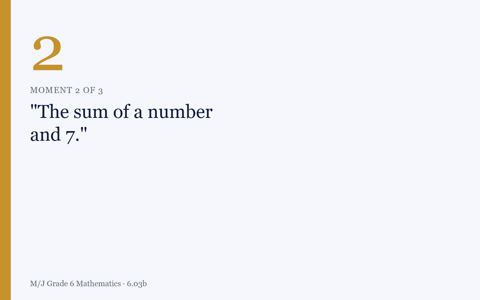 2
MOMENT 2 OF 3
"The sum of a number
and 7."
M/J Grade 6 Mathematics · 6.03b